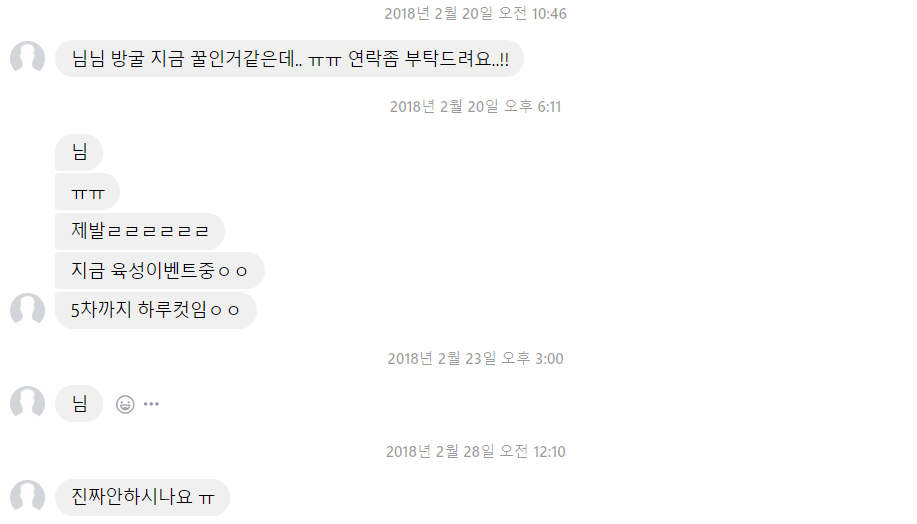 2018년 2월 20일 오전 10:46
님님 방굴 지금 꿀인거같은데.. ㅠㅠ 연락좀 부탁드려요..!!
2018년 2월 20일 오후 6:11
님
ㅠㅠ
제발ㄹㄹㄹㄹㄹㄹ
지금 육성이벤트중ㅇㅇ
5차까지 하루컷임ㅇㅇ
2018년 2월 23일 오후 3:00
님
2018년 2월 28일 오전 12:10
진짜안하시나요 ㅠ